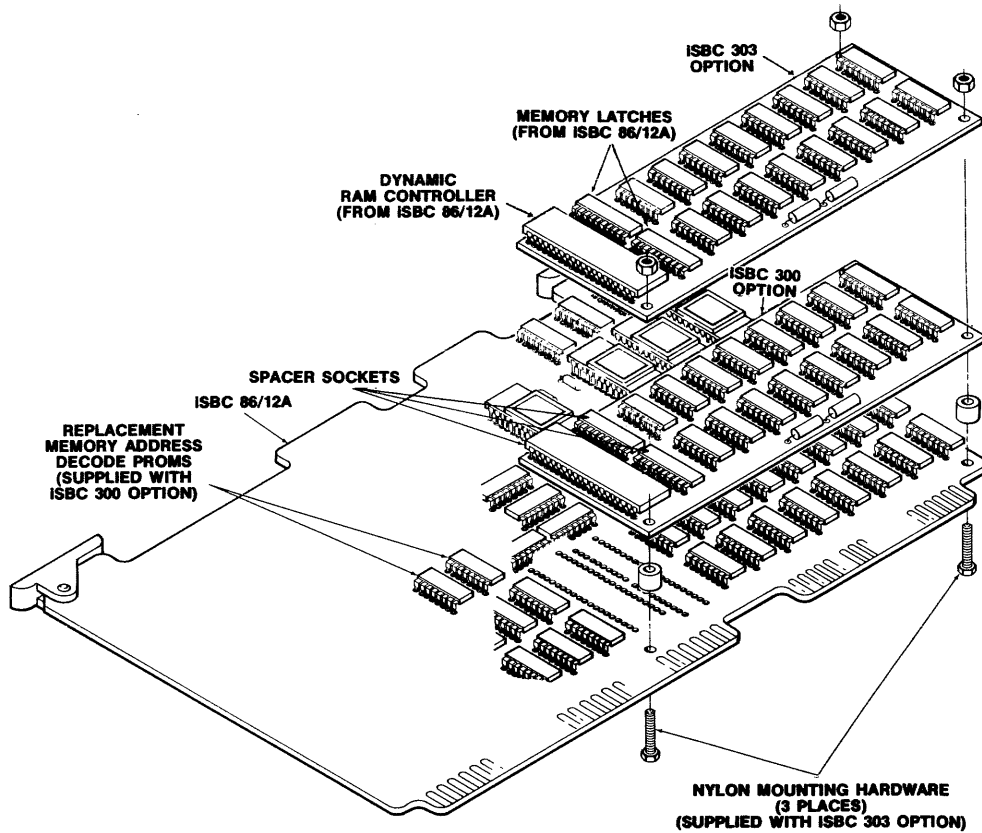 ISBC 303
OPTION
MEMORY LATCHES
(FROM ISBC 86/12A)
DYNAMIC
RAM CONTROLLER
(FROM ISBC 86/12A)
ISBC 300
OPTION
SPACER SOCKETS
ISBC 86/12A
REPLACEMENT
MEMORY ADDRESS
DECODE PROMS
(SUPPLIED WITH
ISBC 300 OPTION)
NYLON MOUNTING HARDWARE
(3 PLACES)
(SUPPLIED WITH ISBC 303 OPTION)